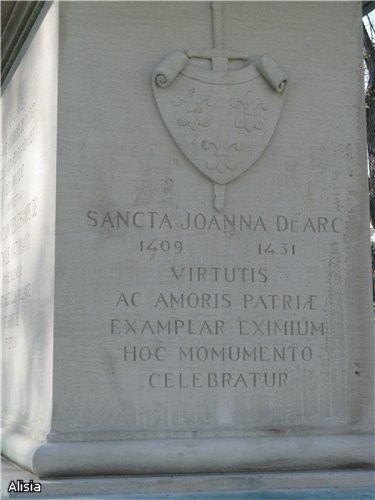 SANCTA JOANNA DE ARC
1409 1431
VIRTUTIS
AC AMORIS PATRIÆ
EXAMPLAR EXIMIUM
HOC MOMUMENTO
CELEBRATUR
Alisia